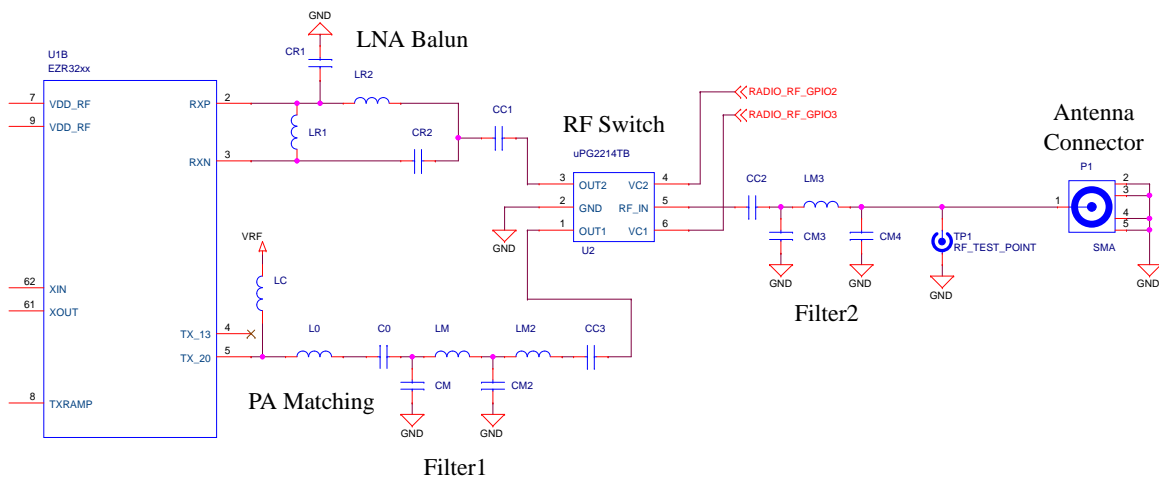 GND
LNA Balun
U1B
EZR32xx
CR1
LR2
7
VDD_RF
RXP
2
9
VDD_RF
LR1
CR2
CC1
RXN
3
RADIO_RF_GPIO2
RADIO_RF_GPIO3
RF Switch
uPG2214TB
Antenna
Connector
P1
3
OUT2
VC2
4
2
GND
RF_IN
5
1
OUT1
VC1
6
U2
GND
CC2
LM3
CM3
CM4
GND
GND
TP1
RF_TEST_POINT
GND
1
2
3
4
5
SMA
GND
Filter2
VRF
LC
62
XIN
61
XOUT
TX_13
4
TX_20
5
L0
C0
LM
LM2
CC3
CM
CM2
8
TXRAMP
PA Matching
GND
GND
Filter1